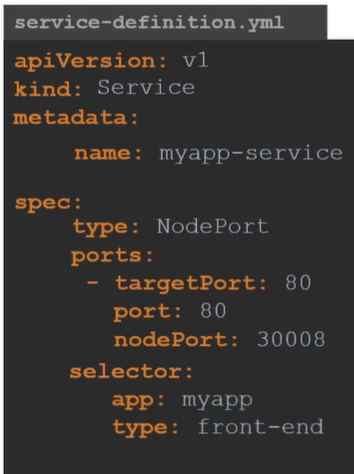 service-definition.yml
apiVersion: v1
kind: Service
metadata:
name: myapp-service
spec:
type: NodePort
ports:
- targetPort: 80
port: 80
nodePort: 30008
selector:
app: myapp
type: front-end